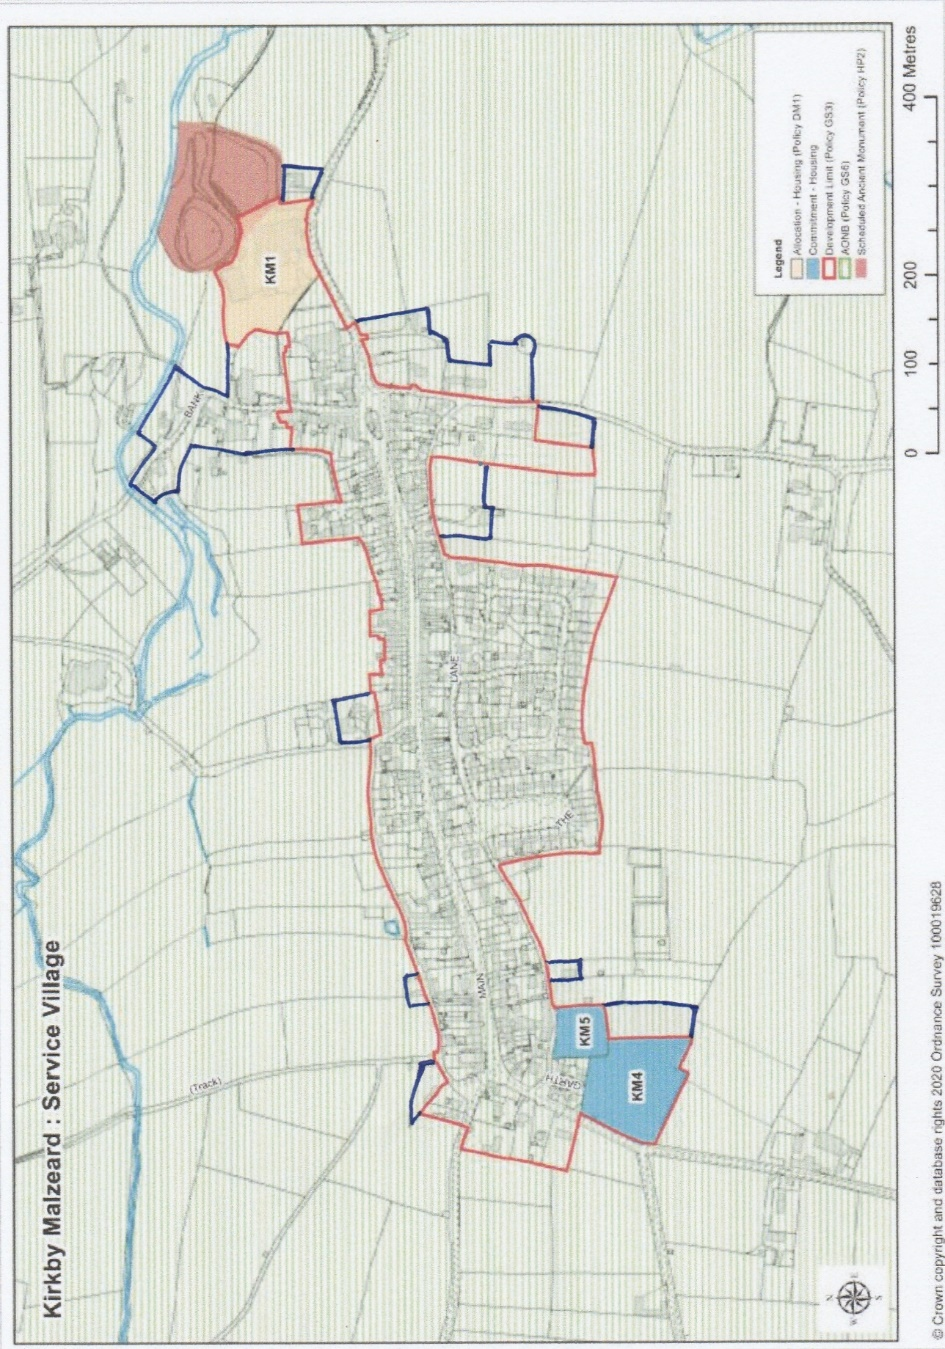 Kirkby Malzeard : Service Village
(Track)
BANK
KM1
LANE
THE
MAIN
GARTH
KM5
KM4
Legend
Allocation - Housing (Policy DM1)
Commitment - Housing
Development Limit (Policy GS3)
AONB (Policy GS6)
Scheduled Ancient Monument (Policy HP2)
N
E
S
W
0 100 200 400 Metres
© Crown copyright and database rights 2020 Ordnance Survey 100019628